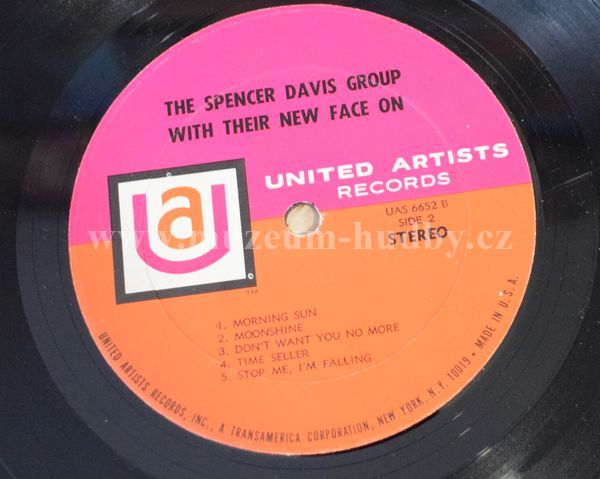 THE SPENCER DAVIS GROUP
WITH THEIR NEW FACE ON
ua
TM
UNITED ARTISTS
RECORDS
UAS 6652 B
SIDE 2
STEREO
www.muzeum-hudby.cz
1. MORNING SUN
2. MOONSHINE
3. DON'T WANT YOU NO MORE
4. TIME SELLER
5. STOP ME, I'M FALLING
UNITED ARTISTS RECORDS, INC., A TRANSAMERICA CORPORATION, NEW YORK, N.Y. 10019 • MADE IN U.S.A.